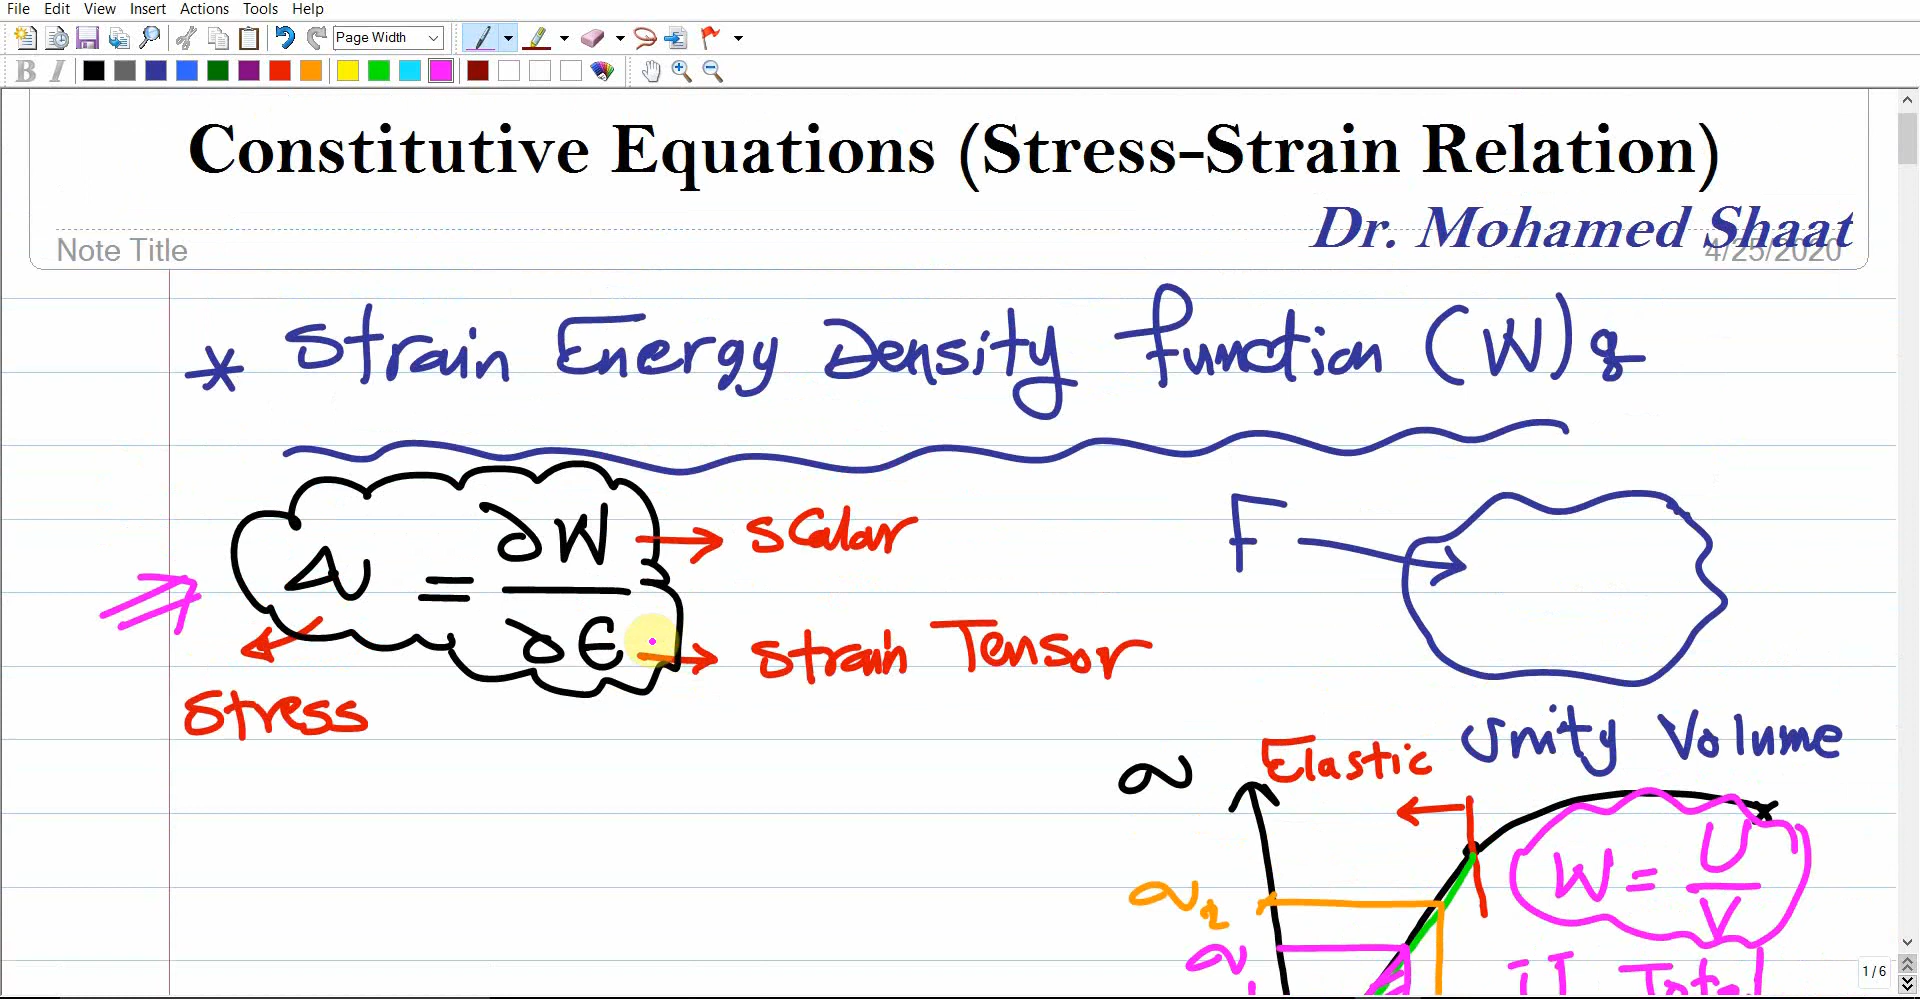 File Edit View Insert Actions Tools Help
Page Width
B I
Constitutive Equations (Stress-Strain Relation)
Dr. Mohamed Shaat
Note Title
4/25/2020
* Strain Energy Density function (W) :
σ = ∂W / ∂ϵ
→ scalar
→ strain Tensor
Stress
F
Unity Volume
σ
Elastic
W = U / V
σ2
σ1
U Total
1 / 6